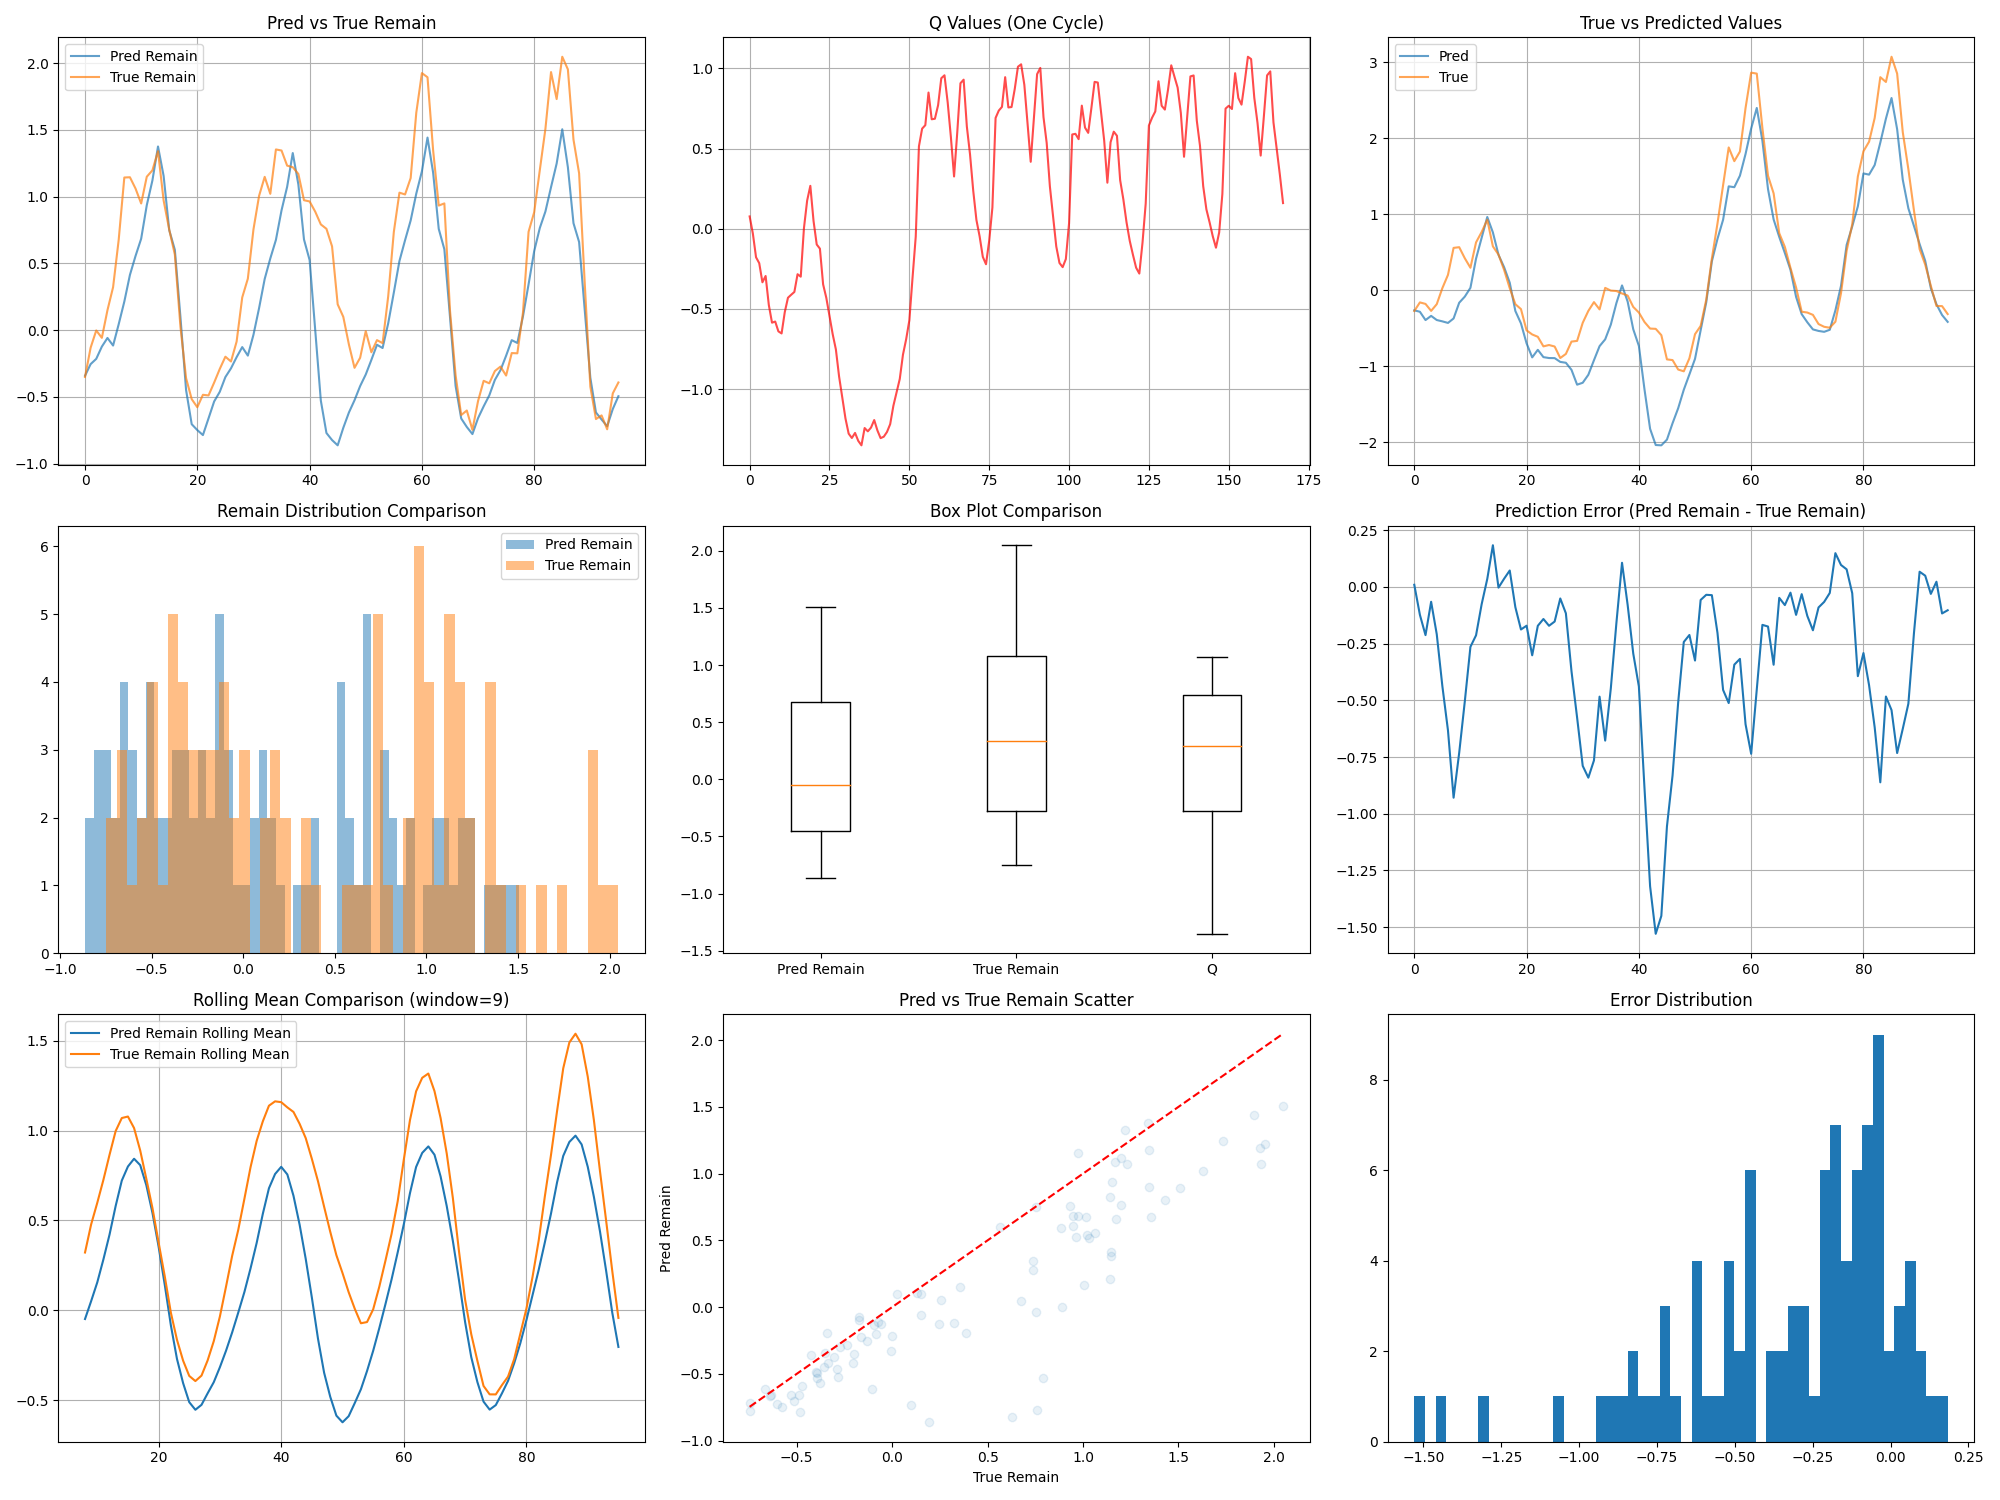 Pred vs True Remain
Pred Remain
True Remain
2.0
1.5
1.0
0.5
0.0
−0.5
−1.0
0 20 40 60 80
Q Values (One Cycle)
1.0
0.5
0.0
−0.5
−1.0
0 25 50 75 100 125 150 175
True vs Predicted Values
Pred
True
3
2
1
0
−1
−2
0 20 40 60 80
Remain Distribution Comparison
Pred Remain
True Remain
6
5
4
3
2
1
0
−1.0 −0.5 0.0 0.5 1.0 1.5 2.0
Box Plot Comparison
2.0
1.5
1.0
0.5
0.0
−0.5
−1.0
−1.5
Pred Remain True Remain Q
Prediction Error (Pred Remain - True Remain)
0.25
0.00
−0.25
−0.50
−0.75
−1.00
−1.25
−1.50
0 20 40 60 80
Rolling Mean Comparison (window=9)
Pred Remain Rolling Mean
True Remain Rolling Mean
1.5
1.0
0.5
0.0
−0.5
20 40 60 80
Pred vs True Remain Scatter
Pred Remain
2.0
1.5
1.0
0.5
0.0
−0.5
−1.0
−0.5 0.0 0.5 1.0 1.5 2.0
True Remain
Error Distribution
8
6
4
2
0
−1.50 −1.25 −1.00 −0.75 −0.50 −0.25 0.00 0.25